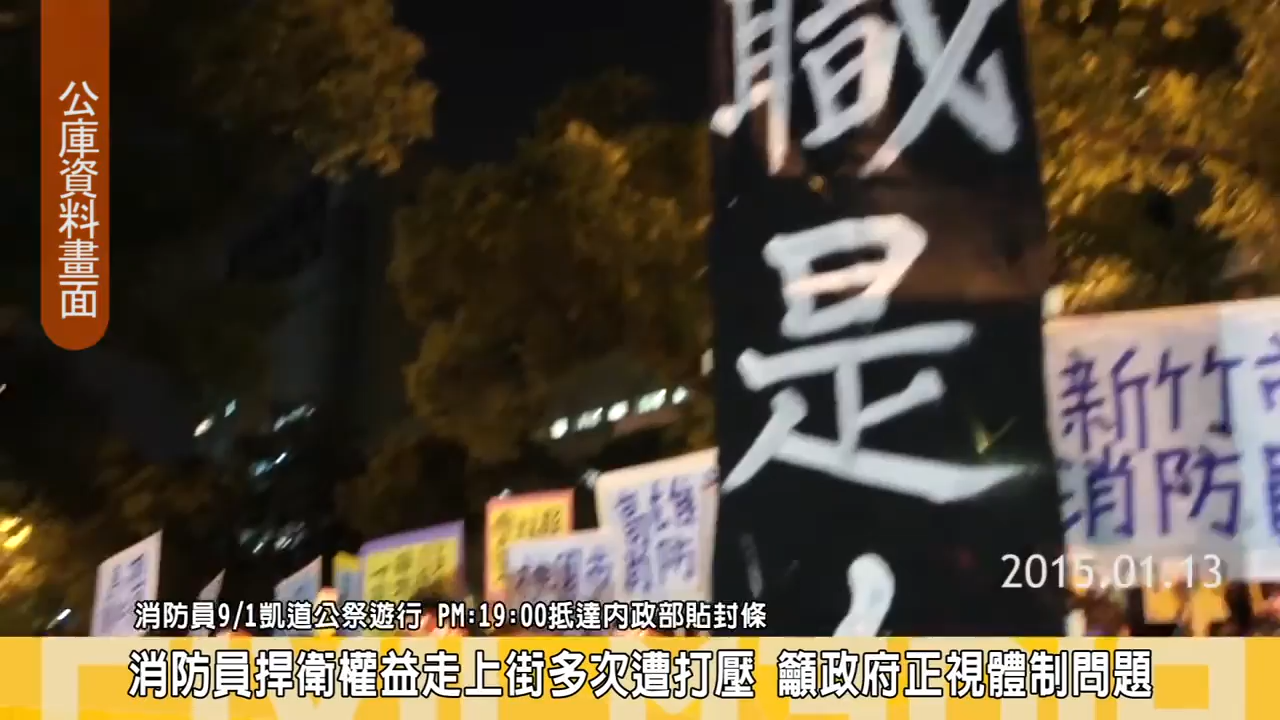 公庫資料畫面
職是
新竹
消防
2015.01.13
消防員9/1凱道公祭遊行 PM:19:00抵達內政部貼封條
消防員捍衛權益走上街多次遭打壓 籲政府正視體制問題